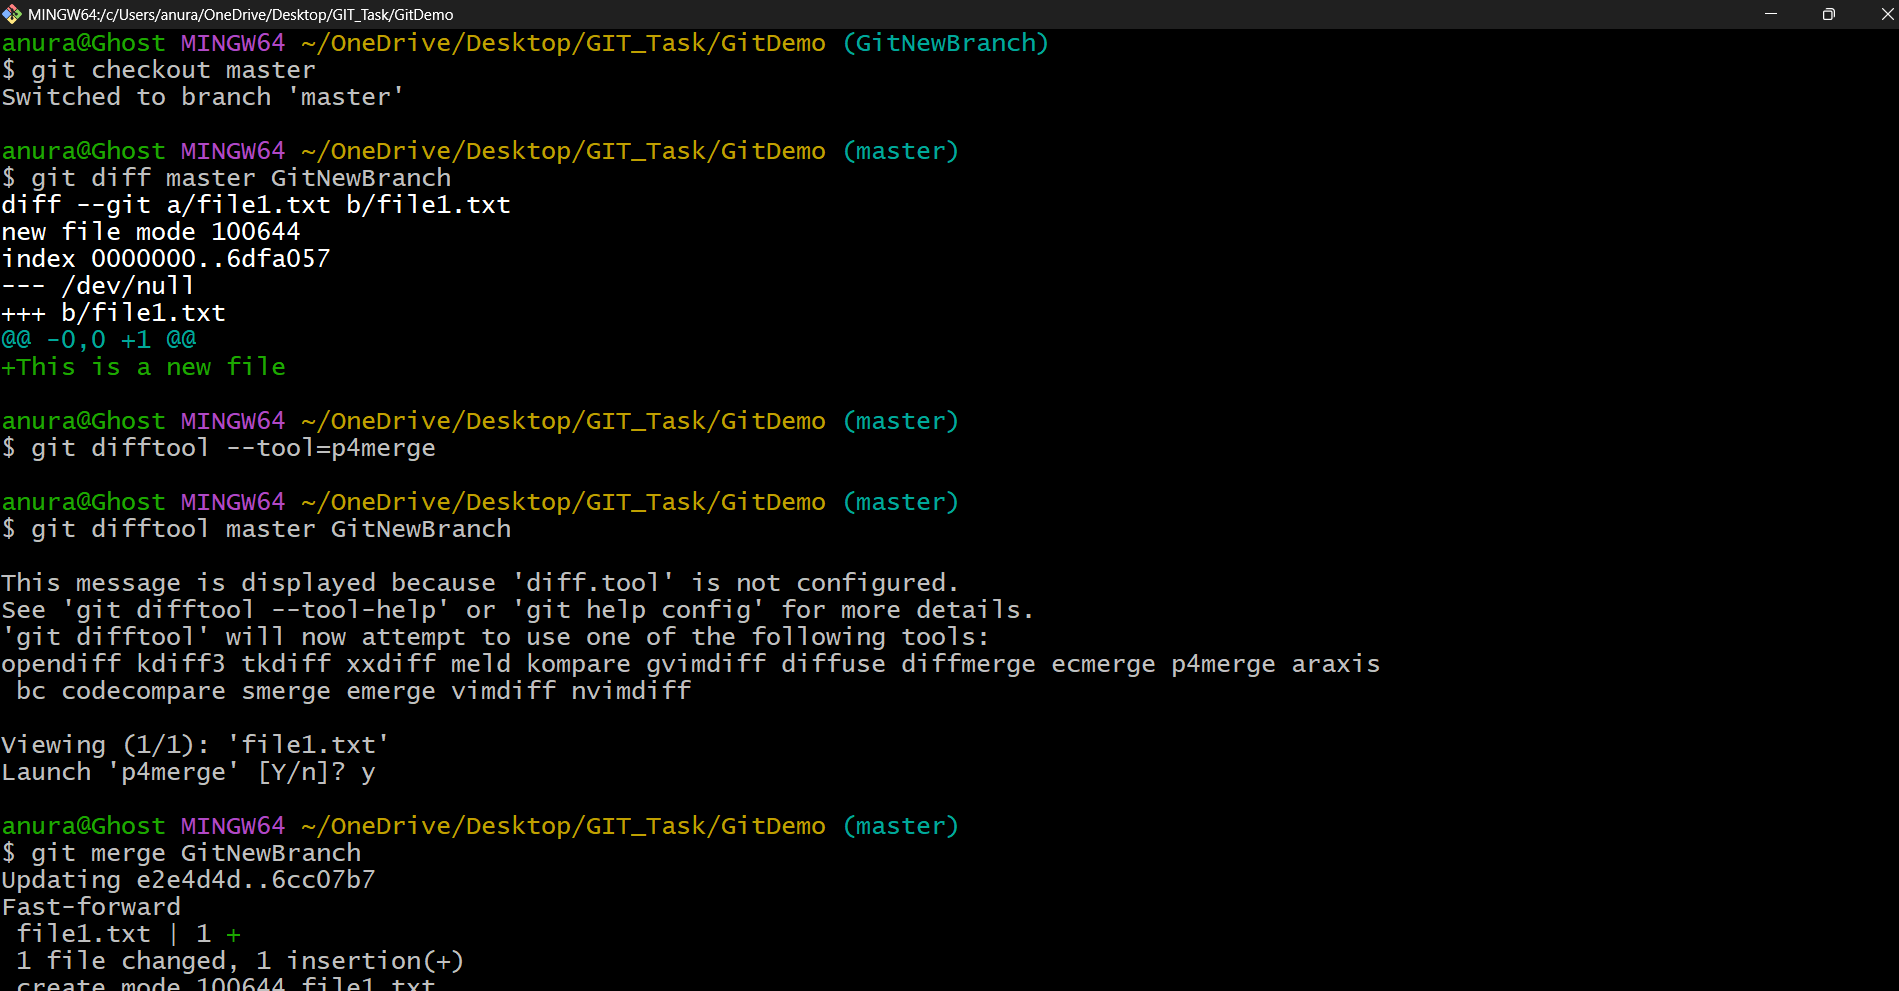 MINGW64:/c/Users/anura/OneDrive/Desktop/GIT_Task/GitDemo
anura@Ghost MINGW64 ~/OneDrive/Desktop/GIT_Task/GitDemo (GitNewBranch)
$ git checkout master
Switched to branch 'master'
anura@Ghost MINGW64 ~/OneDrive/Desktop/GIT_Task/GitDemo (master)
$ git diff master GitNewBranch
diff --git a/file1.txt b/file1.txt
new file mode 100644
index 0000000..6dfa057
--- /dev/null
+++ b/file1.txt
@@ -0,0 +1 @@
+This is a new file
anura@Ghost MINGW64 ~/OneDrive/Desktop/GIT_Task/GitDemo (master)
$ git difftool --tool=p4merge
anura@Ghost MINGW64 ~/OneDrive/Desktop/GIT_Task/GitDemo (master)
$ git difftool master GitNewBranch
This message is displayed because 'diff.tool' is not configured.
See 'git difftool --tool-help' or 'git help config' for more details.
'git difftool' will now attempt to use one of the following tools:
opendiff kdiff3 tkdiff xxdiff meld kompare gvimdiff diffuse diffmerge ecmerge p4merge araxis
 bc codecompare smerge emerge vimdiff nvimdiff
Viewing (1/1): 'file1.txt'
Launch 'p4merge' [Y/n]? y
anura@Ghost MINGW64 ~/OneDrive/Desktop/GIT_Task/GitDemo (master)
$ git merge GitNewBranch
Updating e2e4d4d..6cc07b7
Fast-forward
 file1.txt | 1 +
 1 file changed, 1 insertion(+)
 create mode 100644 file1.txt